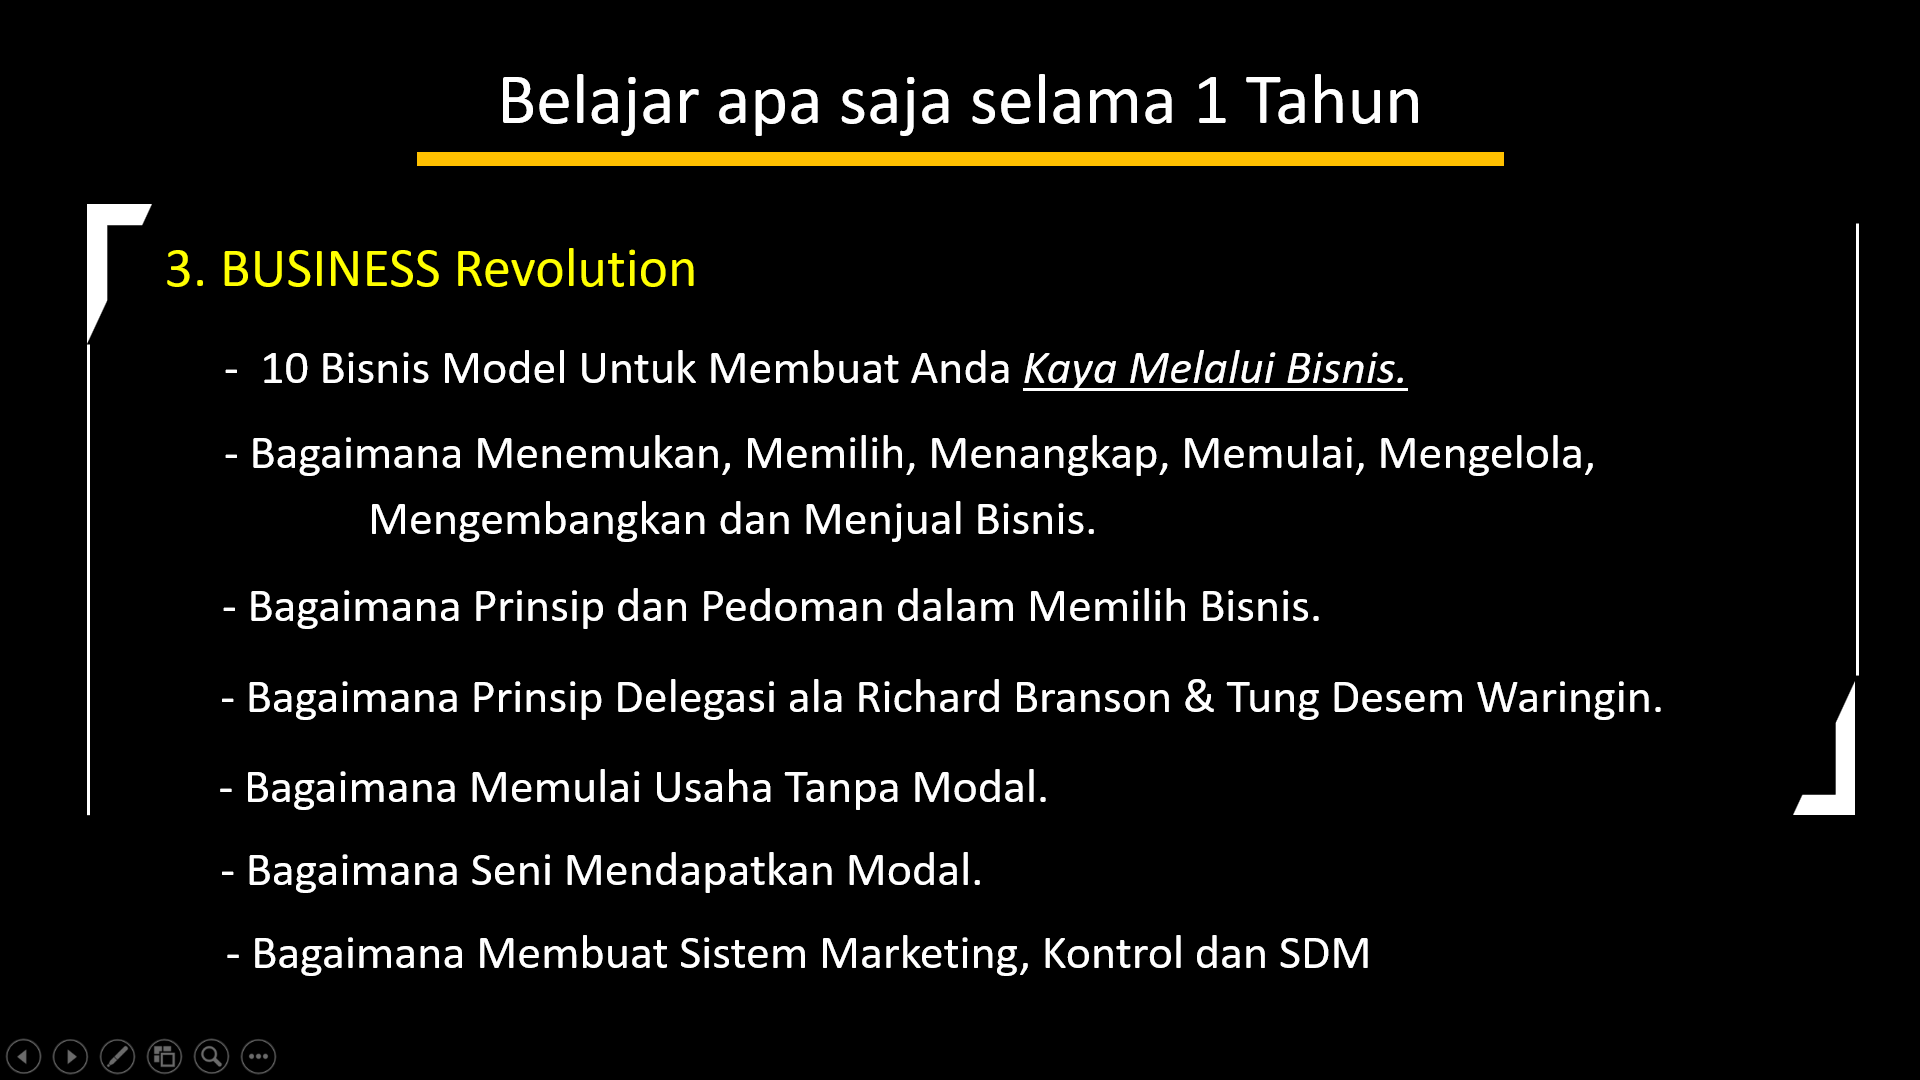 Belajar apa saja selama 1 Tahun
3. BUSINESS Revolution
- 10 Bisnis Model Untuk Membuat Anda Kaya Melalui Bisnis.
- Bagaimana Menemukan, Memilih, Menangkap, Memulai, Mengelola,
Mengembangkan dan Menjual Bisnis.
- Bagaimana Prinsip dan Pedoman dalam Memilih Bisnis.
- Bagaimana Prinsip Delegasi ala Richard Branson & Tung Desem Waringin.
- Bagaimana Memulai Usaha Tanpa Modal.
- Bagaimana Seni Mendapatkan Modal.
- Bagaimana Membuat Sistem Marketing, Kontrol dan SDM